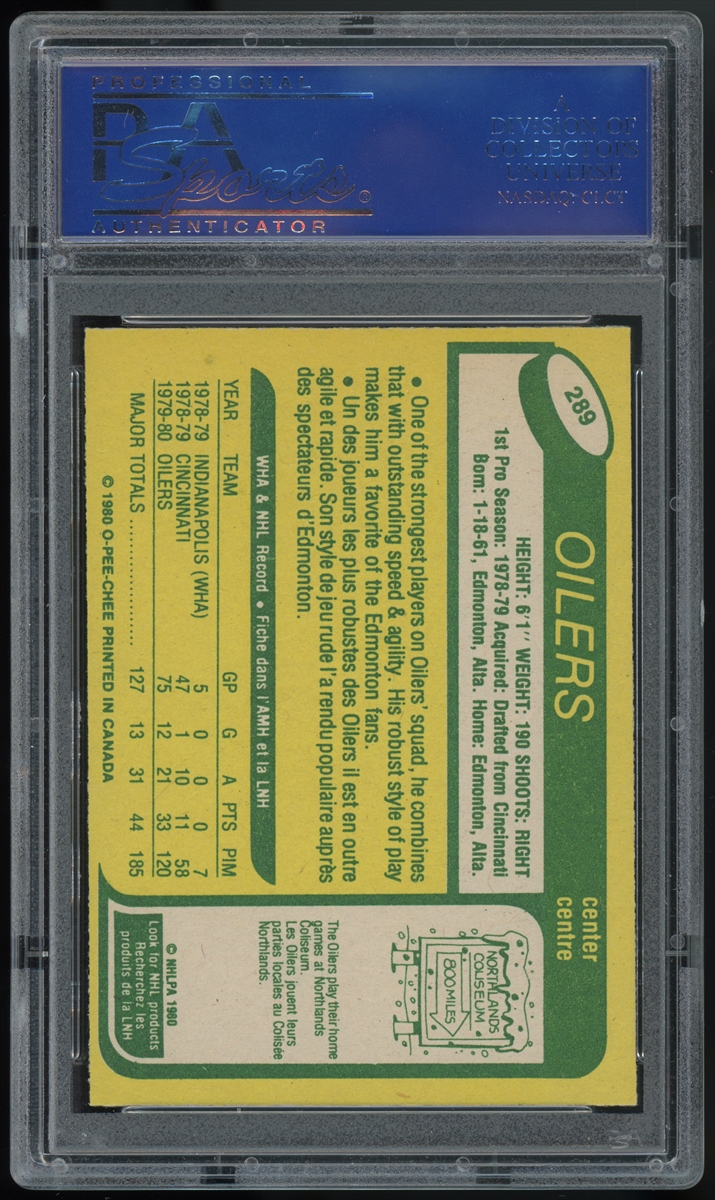 PROFESSIONAL
PSA
Sports®
AUTHENTICATOR
A
DIVISION OF
COLLECTORS
UNIVERSE
NASDAQ: CLCT
289
OILERS
center
centre
HEIGHT: 6'1" WEIGHT: 190 SHOOTS: RIGHT
1st Pro Season: 1978-79 Acquired: Drafted from Cincinnati
Born: 1-18-61, Edmonton, Alta. Home: Edmonton, Alta.
• One of the strongest players on Oilers' squad, he combines
that with outstanding speed & agility. His robust style of play
makes him a favorite of the Edmonton fans.
• Un des joueurs les plus robustes des Oilers il est en outre
agile et rapide. Son style de jeu rude l'a rendu populaire auprès
des spectateurs d'Edmonton.
WHA & NHL Record • Fiche dans l'AMH et la LNH
YEAR TEAM GP G A PTS PIM
1978-79 INDIANAPOLIS (WHA) 5 0 0 0 7
1978-79 CINCINNATI 47 1 10 11 58
1979-80 OILERS 75 12 21 33 120
MAJOR TOTALS ...................... 127 13 31 44 185
© 1980 O-PEE-CHEE PRINTED IN CANADA
NORTHLANDS
COLISEUM
800 MILES
The Oilers play their home
games at Northlands
Coliseum.
Les Oilers jouent leurs
parties locales au Colisée
Northlands.
© NHLPA 1980
Look for NHL products
Recherchez les
produits de la LNH